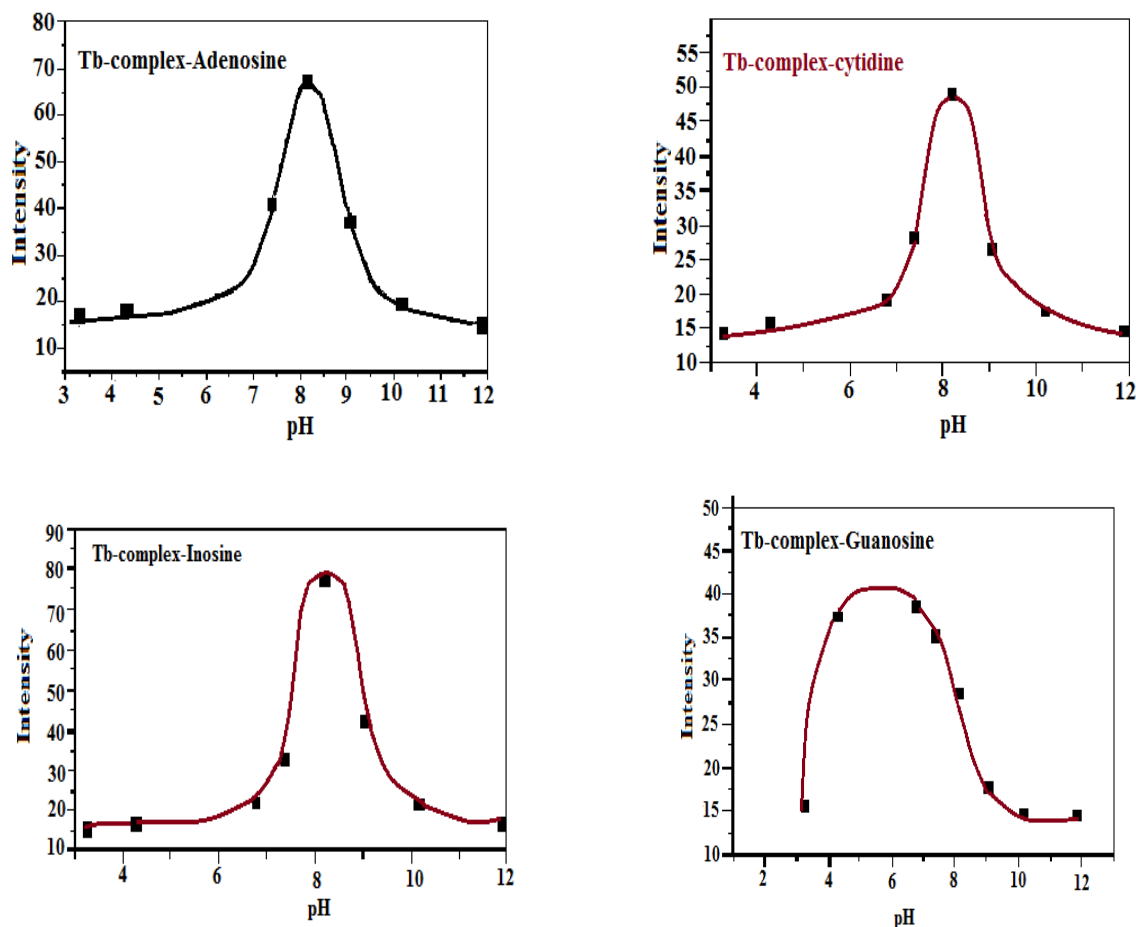 Tb-complex-Adenosine
Intensity
80
70
60
50
40
30
20
10
3 4 5 6 7 8 9 10 11 12
pH
Tb-complex-cytidine
Intensity
55
50
45
40
35
30
25
20
15
10
4 6 8 10 12
pH
Tb-complex-Inosine
Intensity
90
80
70
60
50
40
30
20
10
4 6 8 10 12
pH
Tb-complex-Guanosine
Intensity
50
45
40
35
30
25
20
15
10
2 4 6 8 10 12
pH